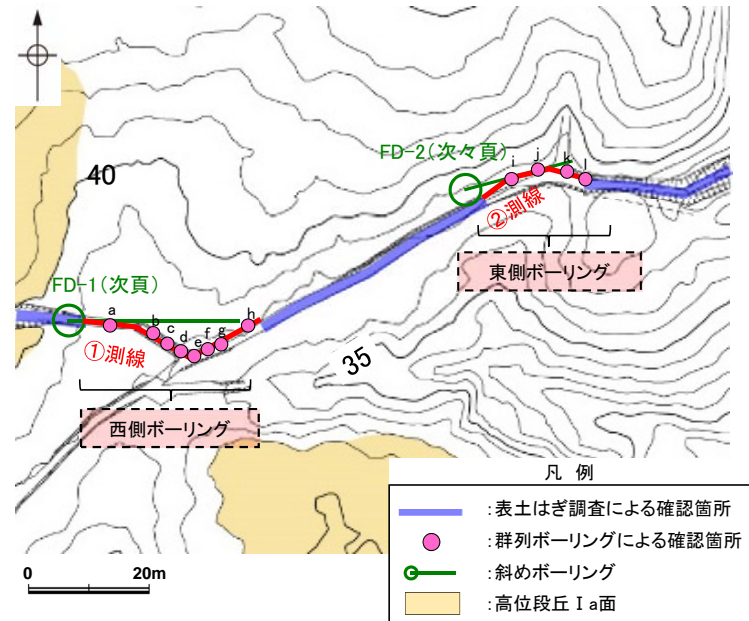 40
FD-2(次々頁)
i
j
k
l
②測線
東側ボーリング
FD-1(次頁)
a
b
c
d
e
f
g
h
①測線
35
西側ボーリング
凡 例
:表土はぎ調査による確認箇所
:群列ボーリングによる確認箇所
:斜めボーリング
:高位段丘Ⅰa面
0 20m